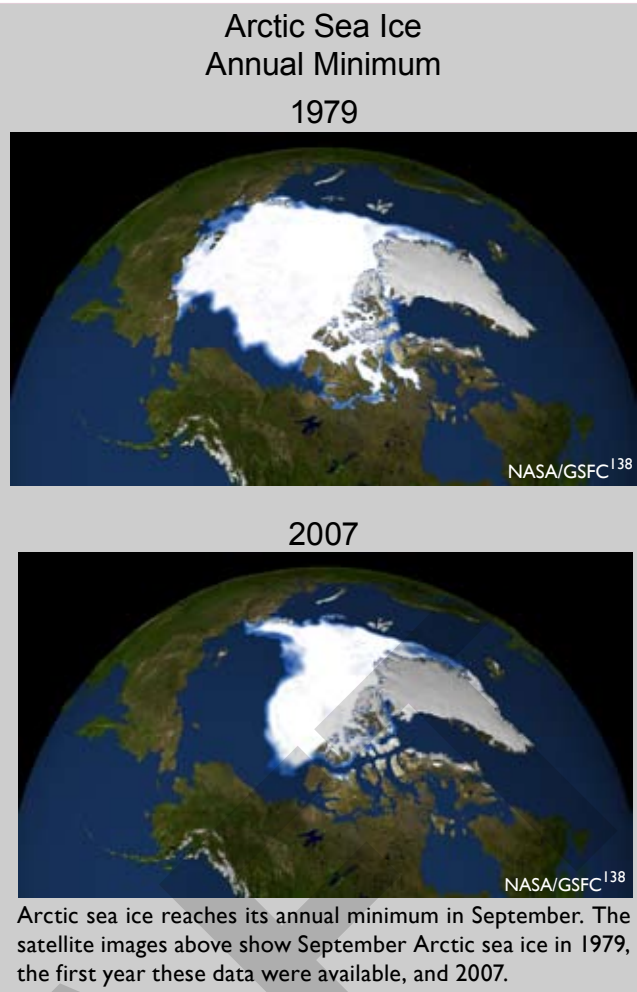 Arctic Sea Ice
Annual Minimum
1979
NASA/GSFC138
2007
NASA/GSFC138
Arctic sea ice reaches its annual minimum in September. The
satellite images above show September Arctic sea ice in 1979,
the first year these data were available, and 2007.